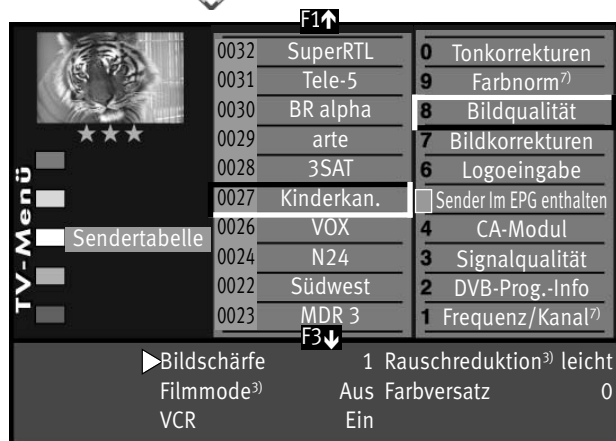 F1↑
0032 SuperRTL
0031 Tele-5
0030 BR alpha
0029 arte
0028 3SAT
0027 Kinderkan.
0026 VOX
0024 N24
0022 Südwest
0023 MDR 3
F3↓
0 Tonkorrekturen
9 Farbnorm7)
8 Bildqualität
7 Bildkorrekturen
6 Logoeingabe
Sender Im EPG enthalten
4 CA-Modul
3 Signalqualität
2 DVB-Prog.-Info
1 Frequenz/Kanal7)
TV-Menü
Sendertabelle
Bildschärfe 1 Rauschreduktion3) leicht
Filmmode3) Aus Farbversatz 0
VCR Ein